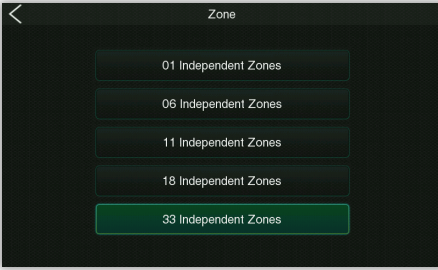 Zone
01 Independent Zones
06 Independent Zones
11 Independent Zones
18 Independent Zones
33 Independent Zones